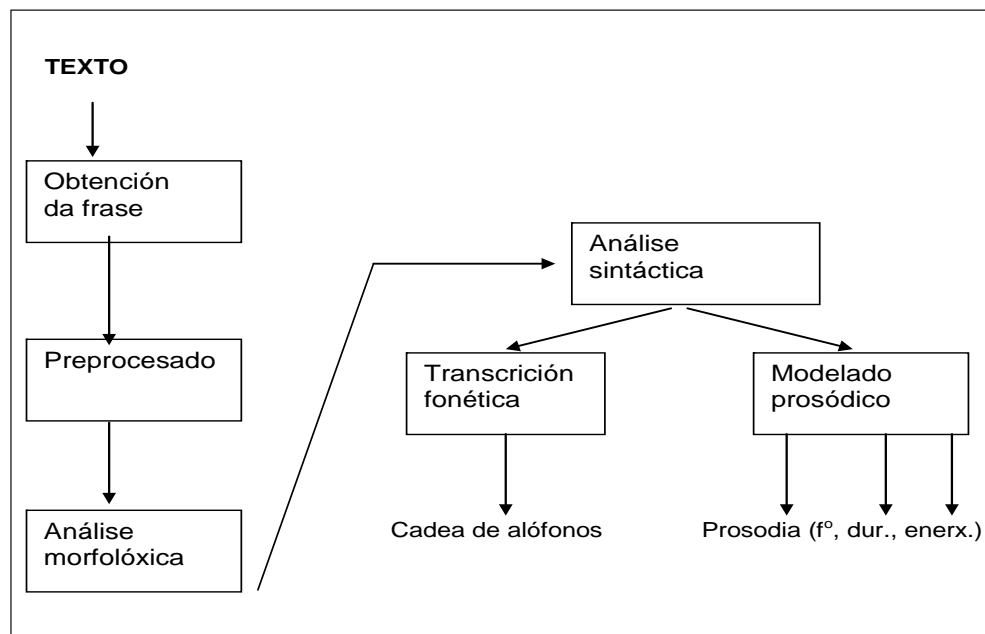 TEXTO
Obtención
da frase
Preprocesado
Análise
morfolóxica
Análise
sintáctica
Transcrición
fonética
Modelado
prosódico
Cadea de alófonos
Prosodia (fº, dur., enerx.)